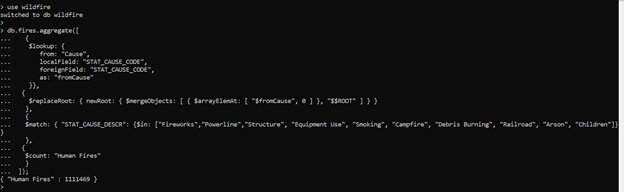 > use wildfire
switched to db wildfire
>
> db.fires.aggregate([
... {
... $lookup: {
... from: "Cause",
... localField: "STAT_CAUSE_CODE",
... foreignField: "STAT_CAUSE_CODE",
... as: "fromCause"
... }},
... {
... $replaceRoot: { newRoot: { $mergeObjects: [ { $arrayElemAt: [ "$fromCause", 0 ] }, "$$ROOT" ] } }
... },
... {
... $match: { "STAT_CAUSE_DESCR": {$in: ["Fireworks","Powerline","Structure", "Equipment Use", "Smoking", "Campfire", "Debris Burning", "Railroad", "Arson", "Children"]}
}
... },
... {
... $count: "Human Fires"
... }
... ]);
{ "Human Fires" : 1111469 }
>